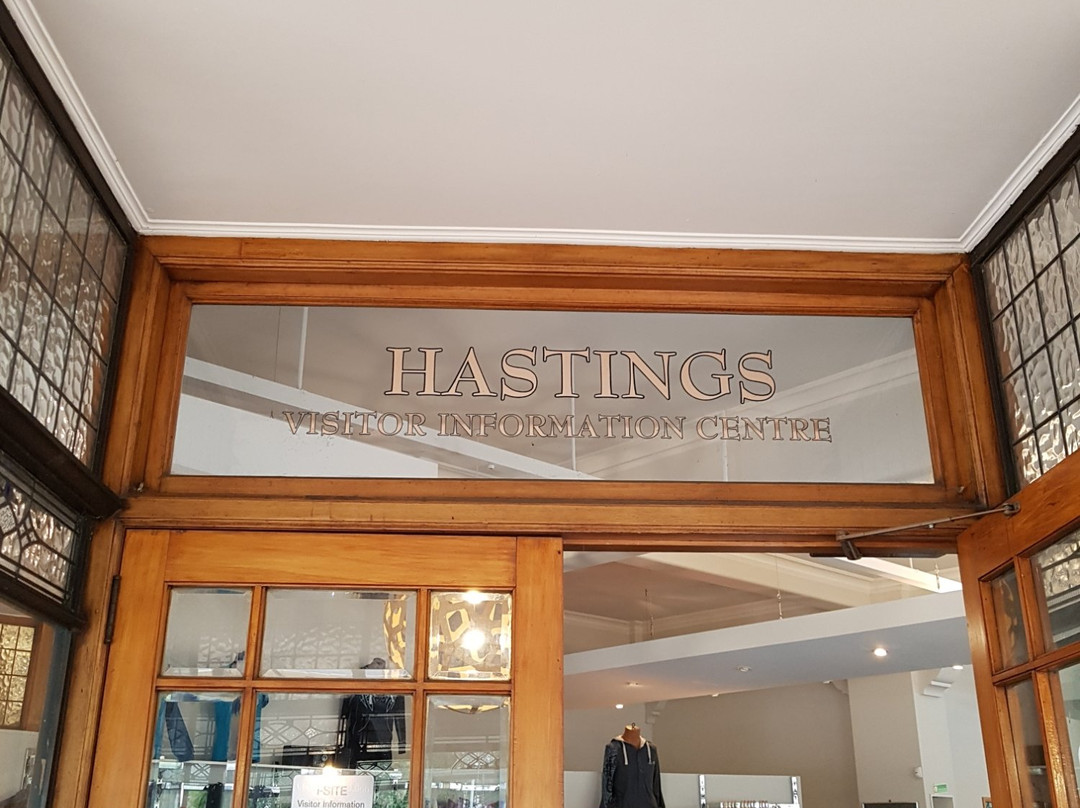 HASTINGS
VISITOR INFORMATION CENTRE
i-SITE
Visitor Information